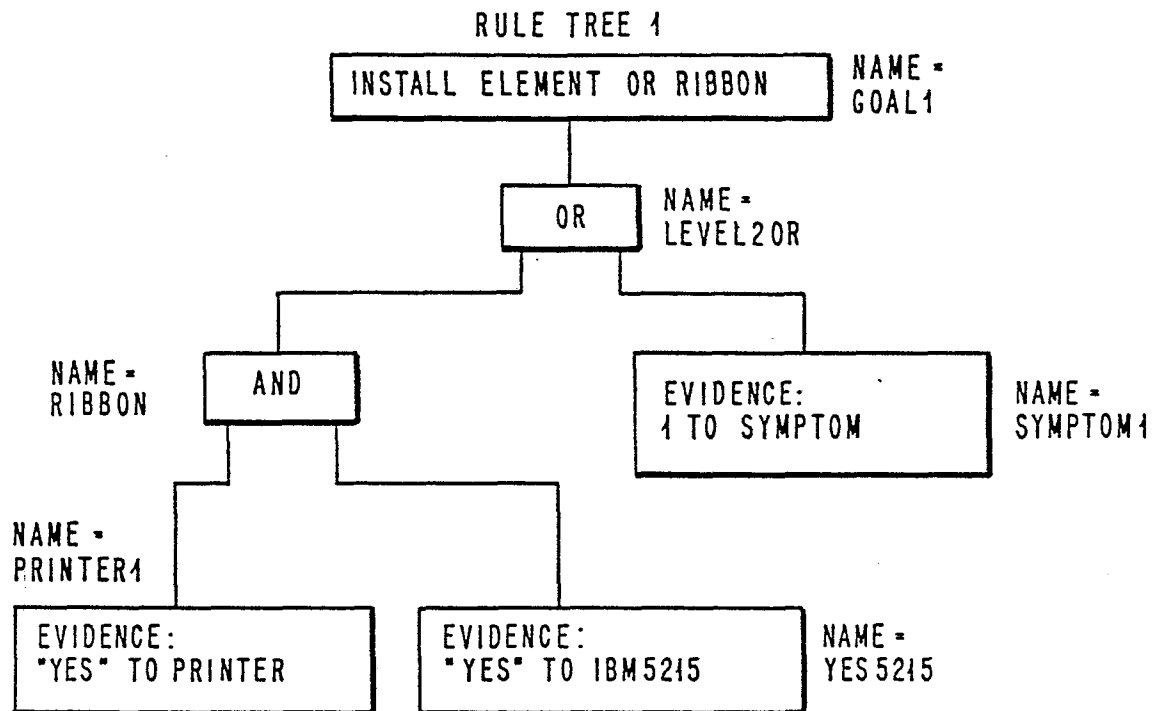 RULE TREE 1
INSTALL ELEMENT OR RIBBON
NAME =
GOAL1
OR
NAME =
LEVEL2OR
NAME =
RIBBON
AND
EVIDENCE:
1 TO SYMPTOM
NAME =
SYMPTOM1
NAME =
PRINTER1
EVIDENCE:
"YES" TO PRINTER
EVIDENCE:
"YES" TO IBM5215
NAME =
YES5215